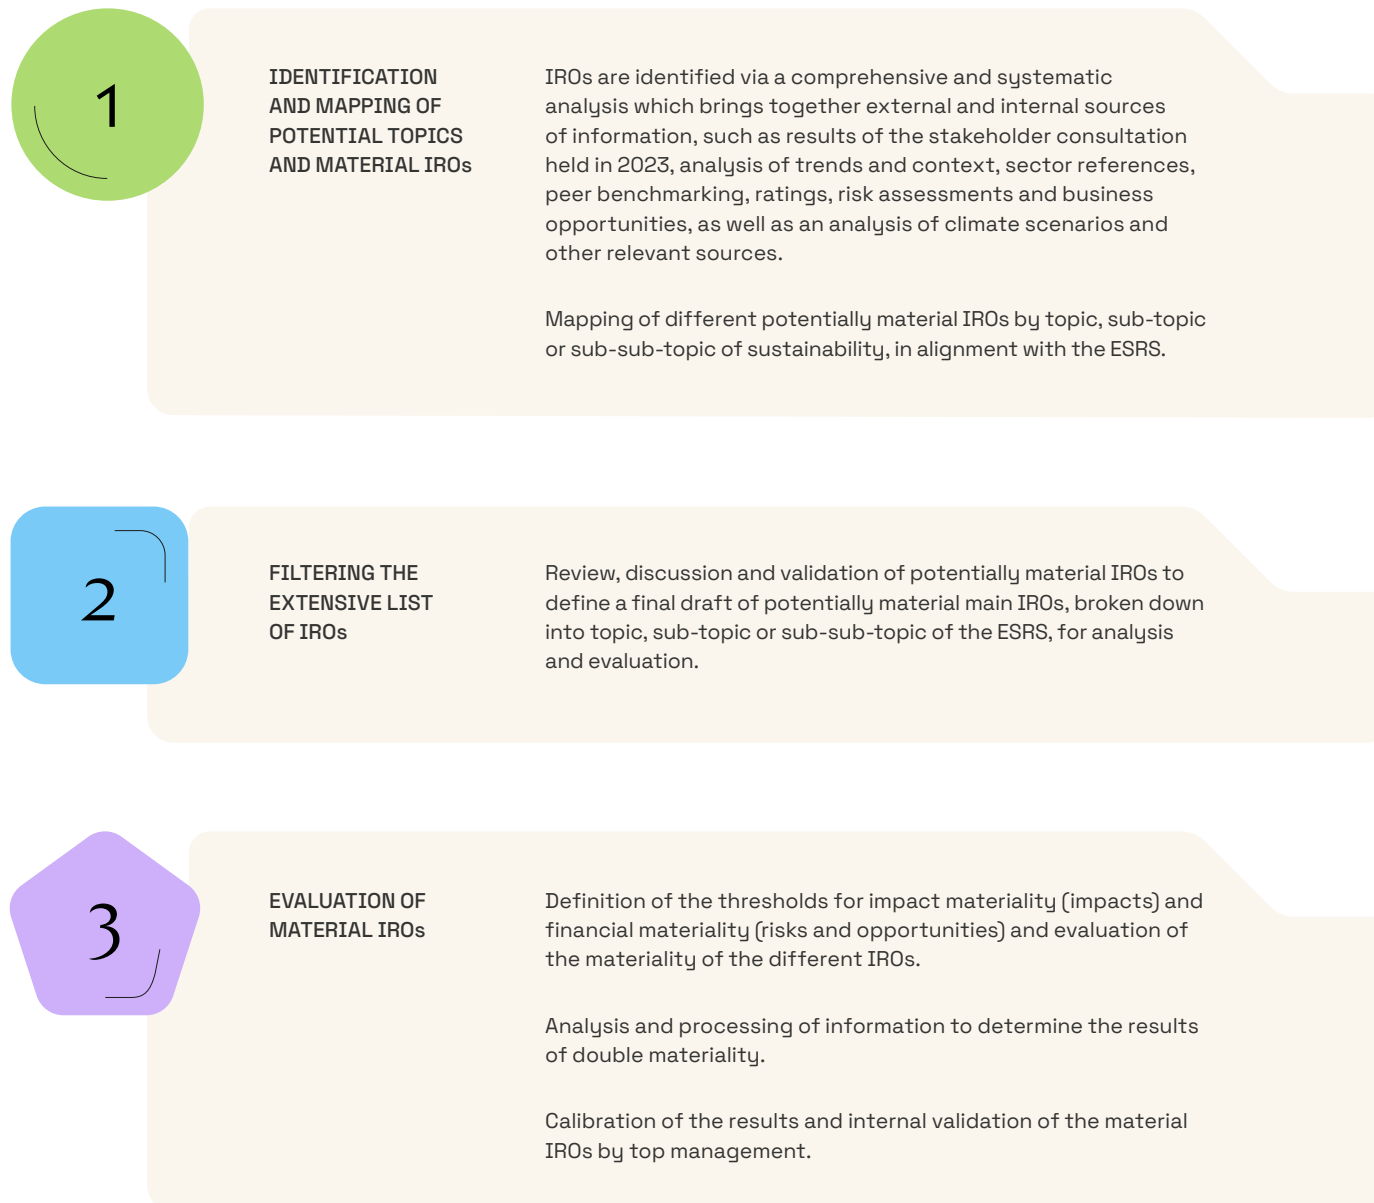 1
IDENTIFICATION
AND MAPPING OF
POTENTIAL TOPICS
AND MATERIAL IROs
IROs are identified via a comprehensive and systematic
analysis which brings together external and internal sources
of information, such as results of the stakeholder consultation
held in 2023, analysis of trends and context, sector references,
peer benchmarking, ratings, risk assessments and business
opportunities, as well as an analysis of climate scenarios and
other relevant sources.
Mapping of different potentially material IROs by topic, sub-topic
or sub-sub-topic of sustainability, in alignment with the ESRS.
2
FILTERING THE
EXTENSIVE LIST
OF IROs
Review, discussion and validation of potentially material IROs to
define a final draft of potentially material main IROs, broken down
into topic, sub-topic or sub-sub-topic of the ESRS, for analysis
and evaluation.
3
EVALUATION OF
MATERIAL IROs
Definition of the thresholds for impact materiality (impacts) and
financial materiality (risks and opportunities) and evaluation of
the materiality of the different IROs.
Analysis and processing of information to determine the results
of double materiality.
Calibration of the results and internal validation of the material
IROs by top management.